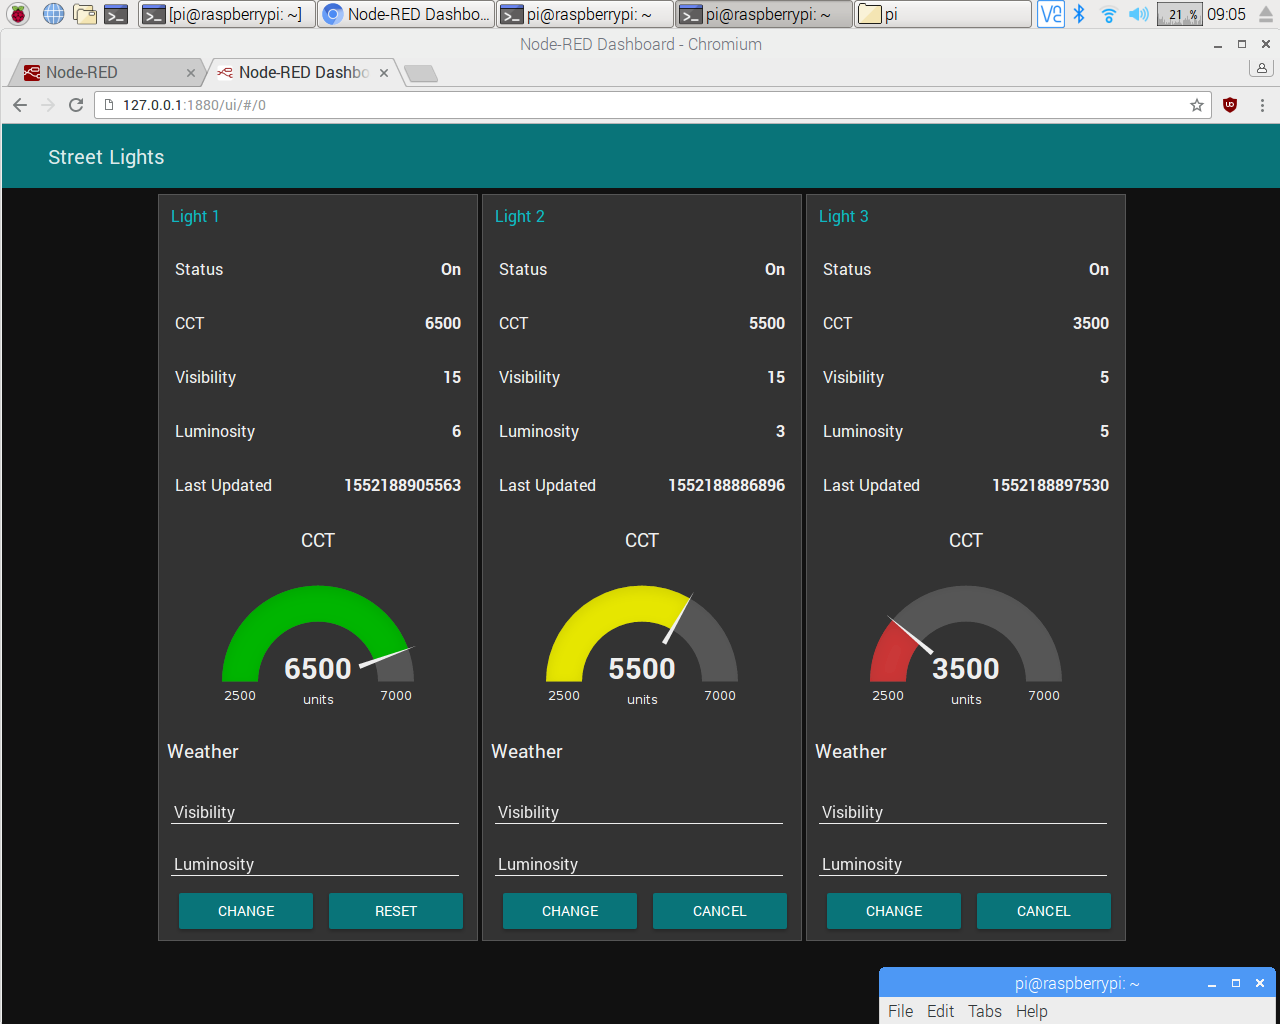 [pi@raspberrypi: ~] Node-RED Dashbo... pi@raspberrypi: ~ pi@raspberrypi: ~ pi 21 % 09:05
Node-RED Dashboard - Chromium
Node-RED Node-RED Dashbo
127.0.0.1:1880/ui/#/0
Street Lights
Light 1
Status On
CCT 6500
Visibility 15
Luminosity 6
Last Updated 1552188905563
CCT
6500
2500 units 7000
Weather
Visibility
Luminosity
CHANGE RESET
Light 2
Status On
CCT 5500
Visibility 15
Luminosity 3
Last Updated 1552188886896
CCT
5500
2500 units 7000
Weather
Visibility
Luminosity
CHANGE CANCEL
Light 3
Status On
CCT 3500
Visibility 5
Luminosity 5
Last Updated 1552188897530
CCT
3500
2500 units 7000
Weather
Visibility
Luminosity
CHANGE CANCEL
pi@raspberrypi: ~
File Edit Tabs Help